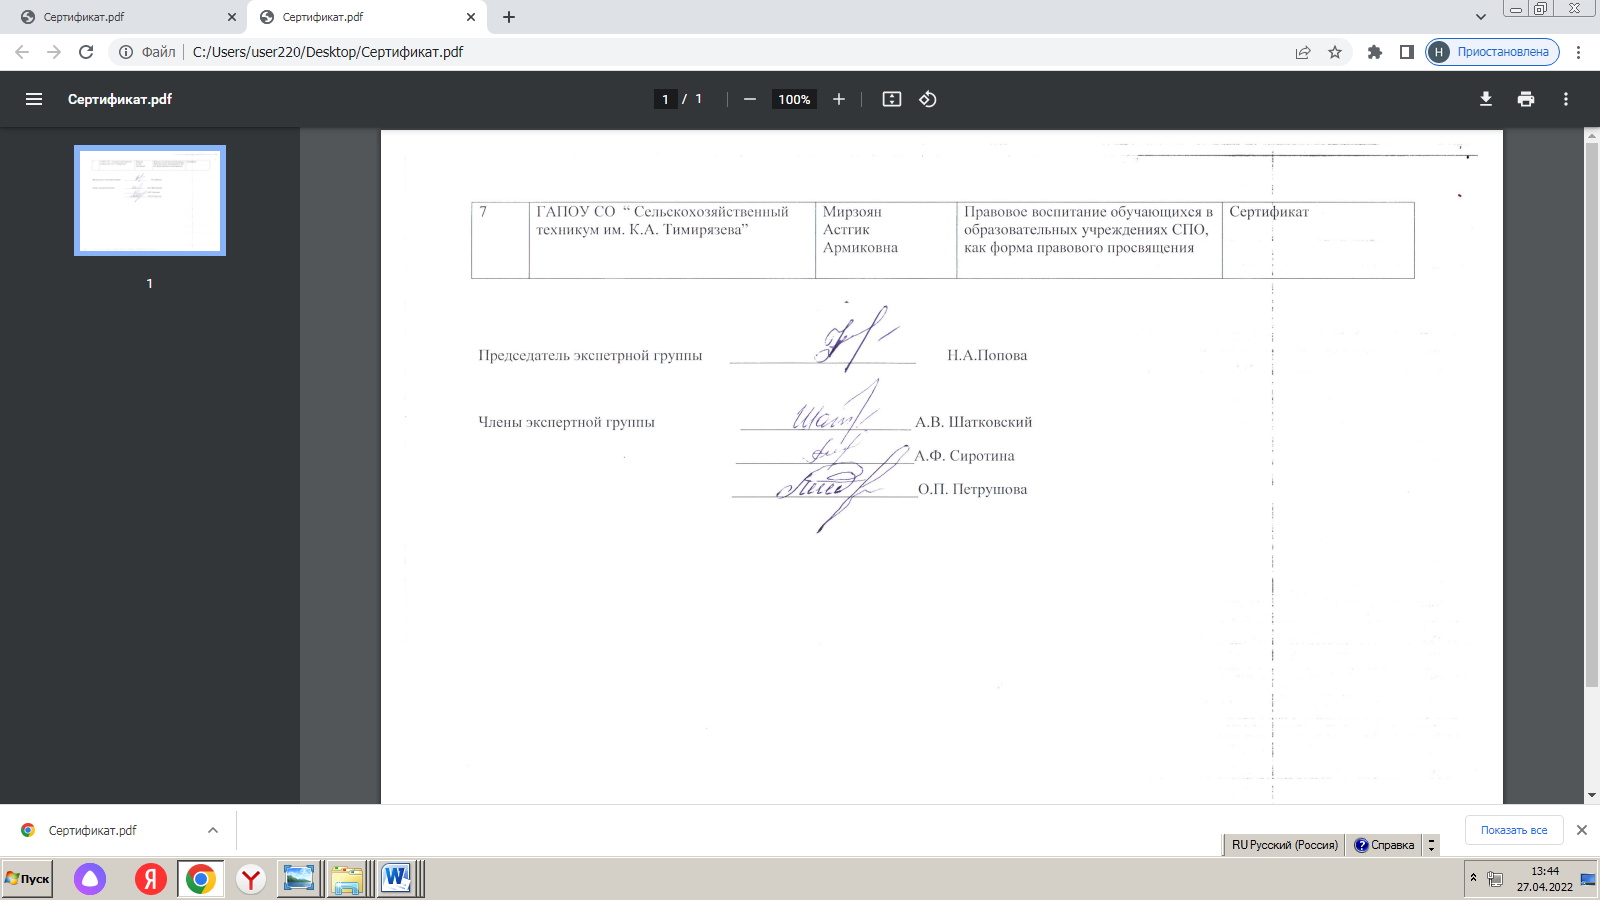 Сертификат.pdf
Сертификат.pdf
Файл C:/Users/user220/Desktop/Сертификат.pdf
Н Приостановлена
Сертификат.pdf
1 / 1
100%
1
7 ГАПОУ СО “ Сельскохозяйственный техникум им. К.А. Тимирязева” Мирзоян Астгик Армиковна Правовое воспитание обучающихся в образовательных учреждениях СПО, как форма правового просвящения Сертификат
Председатель экспетрной группы Н.А.Попова
Члены экспертной группы А.В. Шатковский
А.Ф. Сиротина
О.П. Петрушова
Сертификат.pdf
Показать все
RU Русский (Россия) Справка
Пуск
13:44
27.04.2022